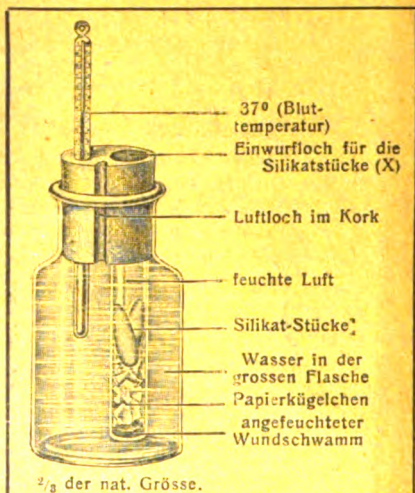 37º (Blut-
temperatur)
Einwurfloch für die
Silikatstücke (X)
Luftloch im Kork
feuchte Luft
Silikat-Stücke
Wasser in der
grossen Flasche
Papierkügelchen
angefeuchteter
Wundschwamm
²/₃ der nat. Grösse.